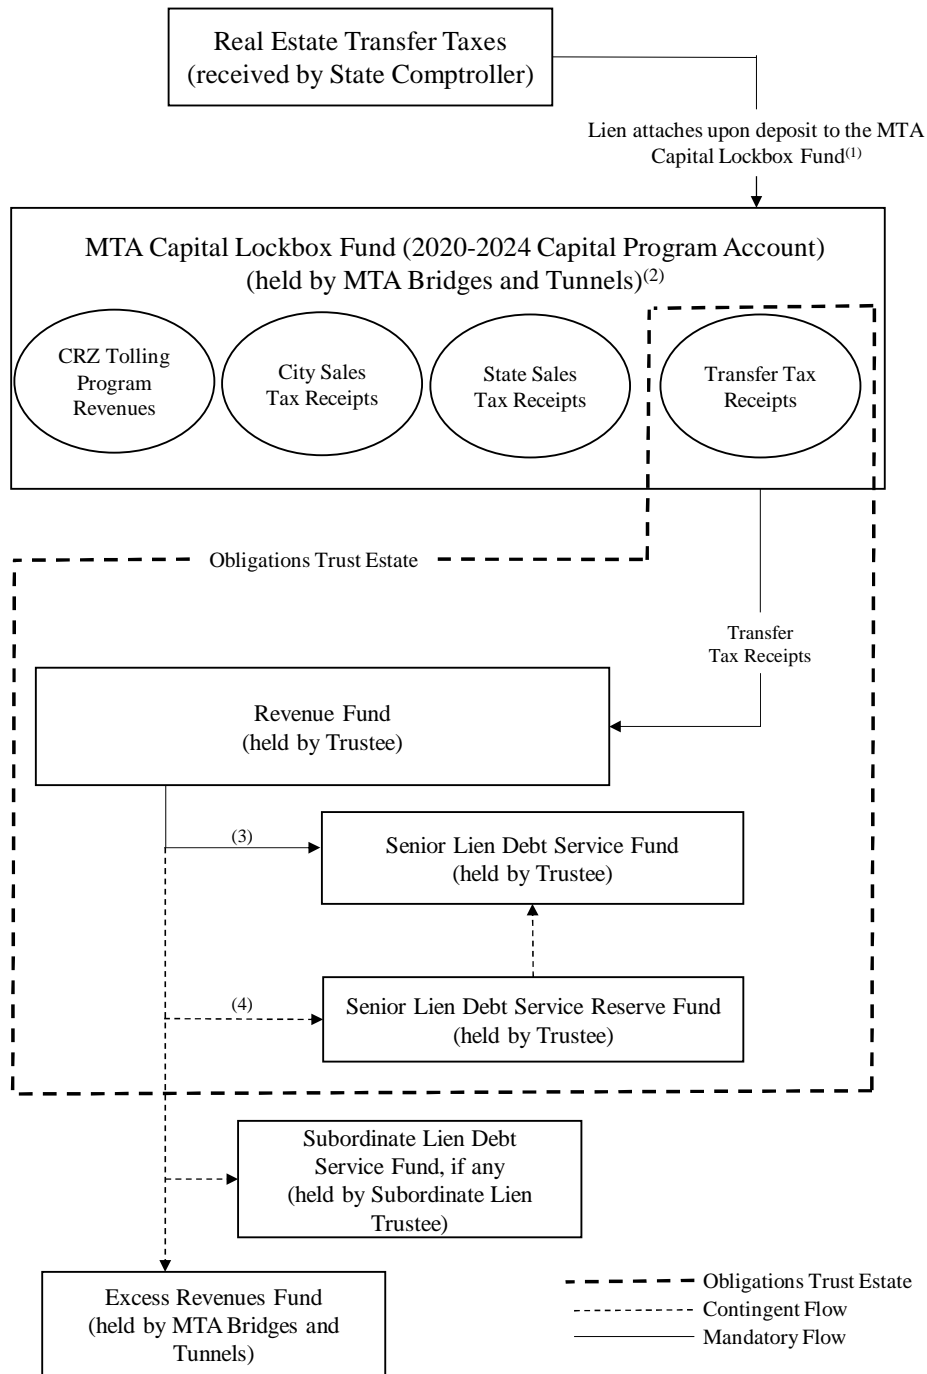 Real Estate Transfer Taxes
(received by State Comptroller)
Lien attaches upon deposit to the MTA
Capital Lockbox Fund(1)
MTA Capital Lockbox Fund (2020-2024 Capital Program Account)
(held by MTA Bridges and Tunnels)(2)
CRZ Tolling
Program
Revenues
City Sales
Tax Receipts
State Sales
Tax Receipts
Transfer Tax
Receipts
Obligations Trust Estate
Transfer
Tax Receipts
Revenue Fund
(held by Trustee)
(3)
Senior Lien Debt Service Fund
(held by Trustee)
(4)
Senior Lien Debt Service Reserve Fund
(held by Trustee)
Subordinate Lien Debt
Service Fund, if any
(held by Subordinate Lien
Trustee)
Excess Revenues Fund
(held by MTA Bridges and
Tunnels)
Obligations Trust Estate
Contingent Flow
Mandatory Flow